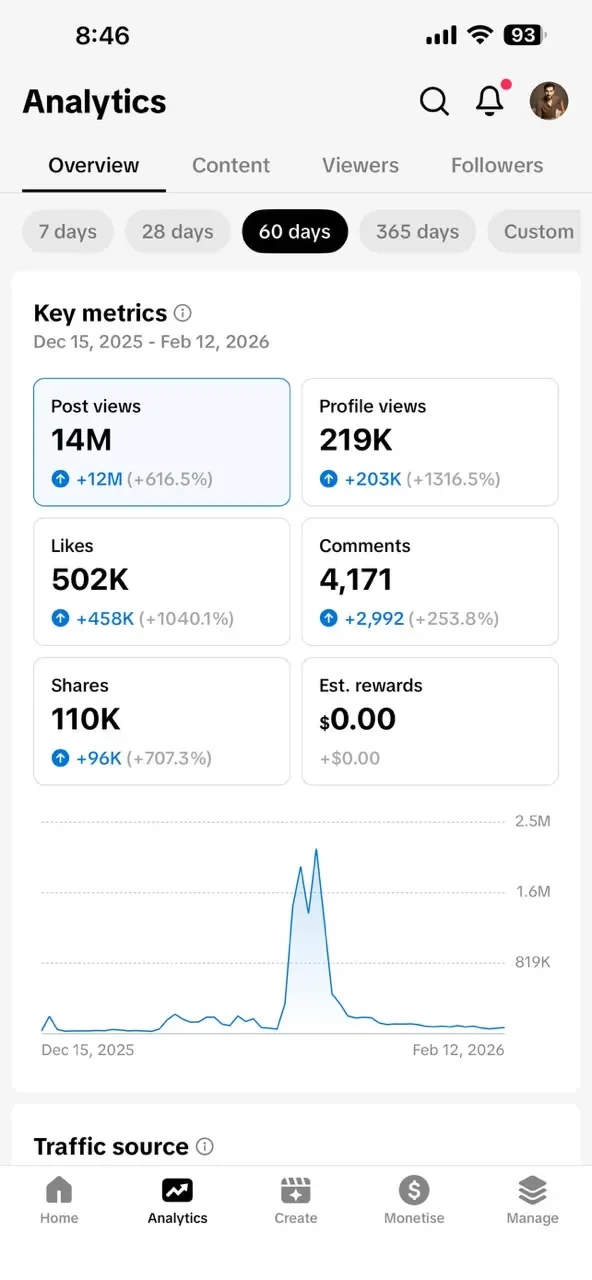 8:46
93
Analytics
Overview Content Viewers Followers
7 days 28 days 60 days 365 days Custom
Key metrics
Dec 15, 2025 - Feb 12, 2026
Post views
14M
+12M (+616.5%)
Profile views
219K
+203K (+1316.5%)
Likes
502K
+458K (+1040.1%)
Comments
4,171
+2,992 (+253.8%)
Shares
110K
+96K (+707.3%)
Est. rewards
$0.00
+$0.00
2.5M
1.6M
819K
Dec 15, 2025 Feb 12, 2026
Traffic source
Home Analytics Create Monetise Manage